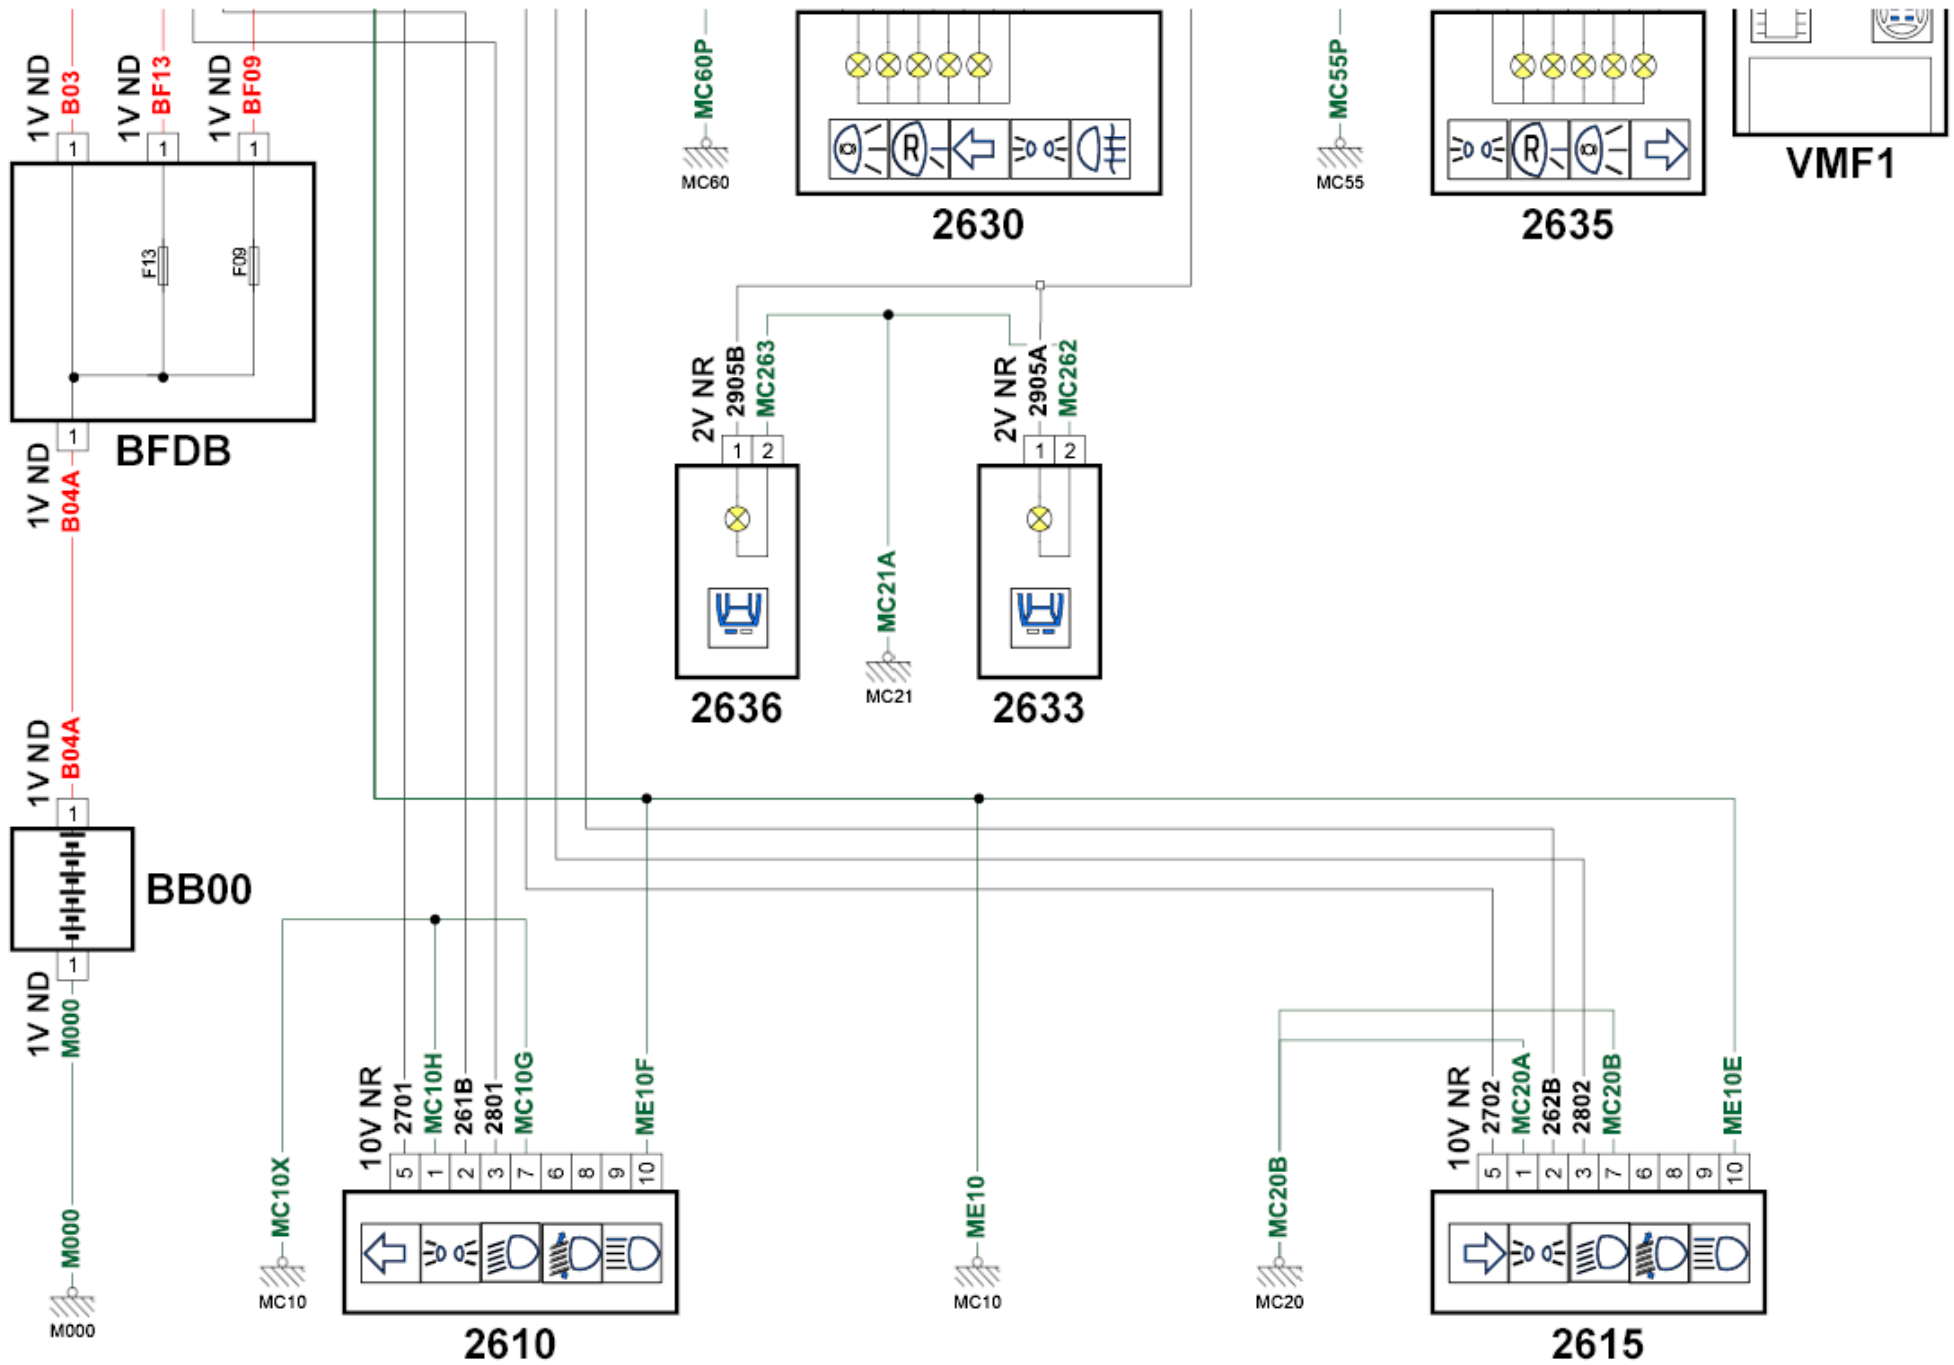 1V ND
B03
1V ND
BF13
1V ND
BF09
1
1
1
F13
F09
1
BFDB
1V ND
B04A
MC60P
MC60
R
2630
MC55P
MC55
R
2635
VMF1
2V NR
2905B
MC263
1
2
2636
MC21A
MC21
2V NR
2905A
MC262
1
2
2633
1V ND
B04A
1
BB00
1
1V ND
M000
M000
M000
MC10X
MC10
10V NR
2701
MC10H
261B
2801
MC10G
ME10F
5
1
2
3
7
6
8
9
10
2610
ME10
MC10
MC20B
MC20
10V NR
2702
MC20A
262B
2802
MC20B
ME10E
5
1
2
3
7
6
8
9
10
2615